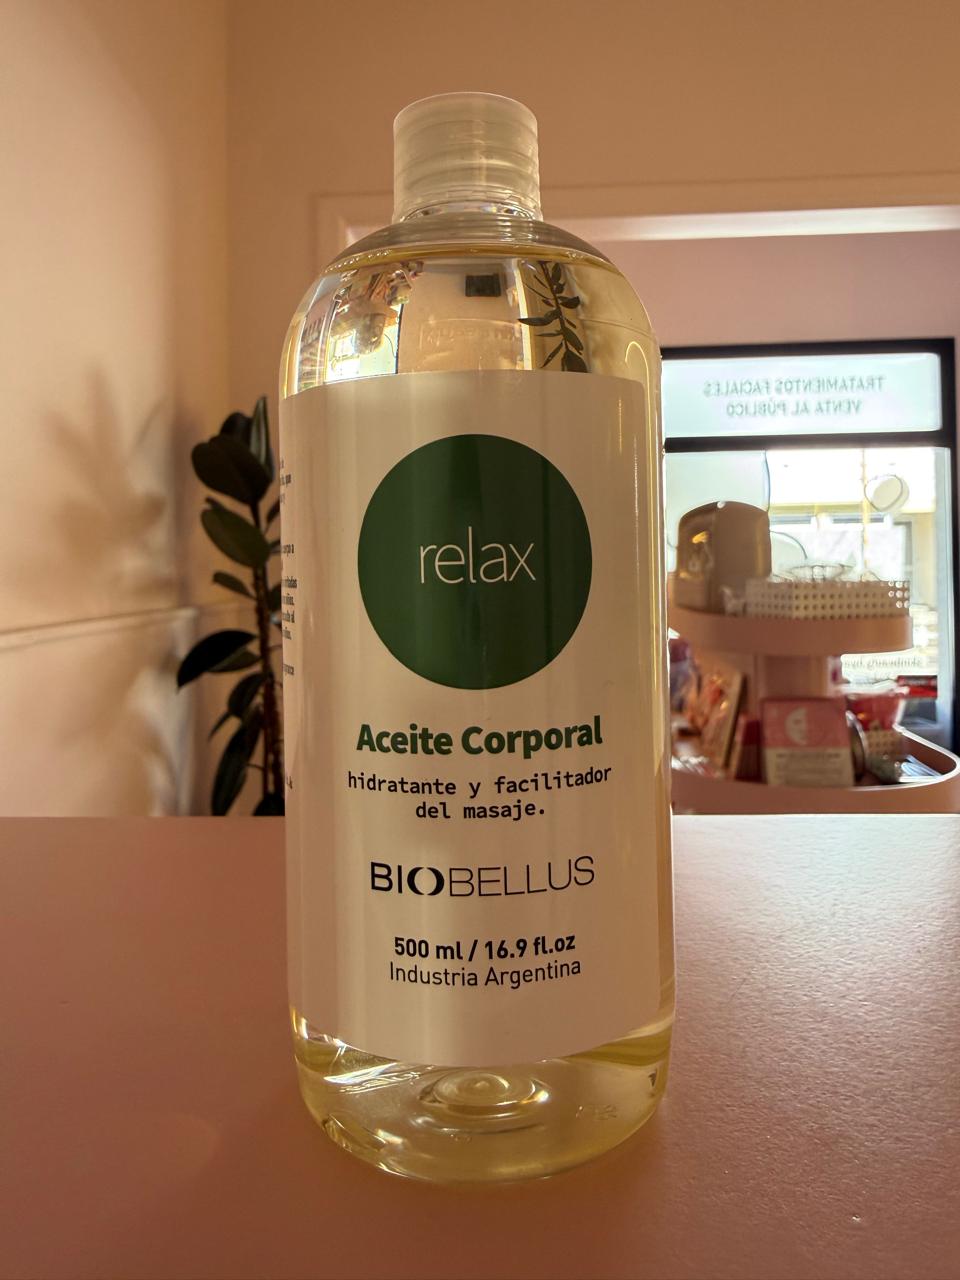 relax
Aceite Corporal
hidratante y facilitador
del masaje.
BIOBELLUS
500 ml / 16.9 fl.oz
Industria Argentina
TRATAMIENTOS FACIALES
VENTA AL PÚBLICO